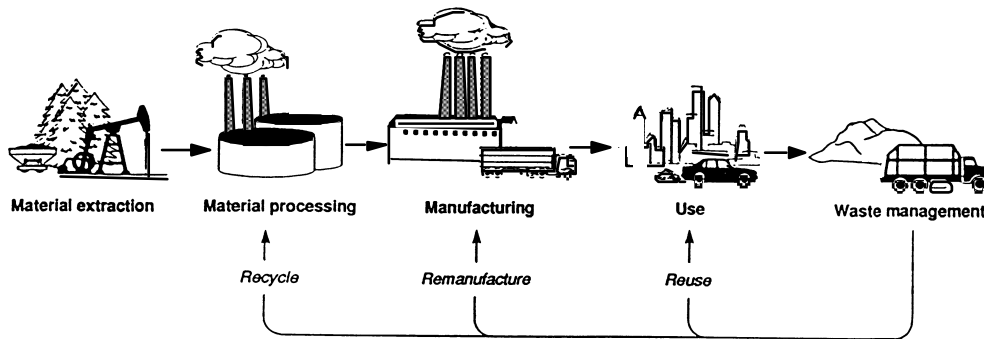 Material extraction
Material processing
Manufacturing
Use
Waste management
Recycle
Remanufacture
Reuse